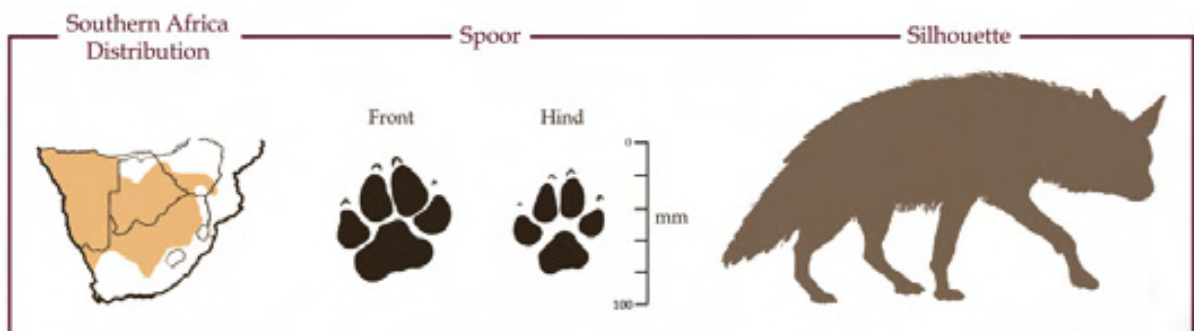 Southern Africa
Distribution
Spoor
Silhouette
Front
Hind
0
mm
100